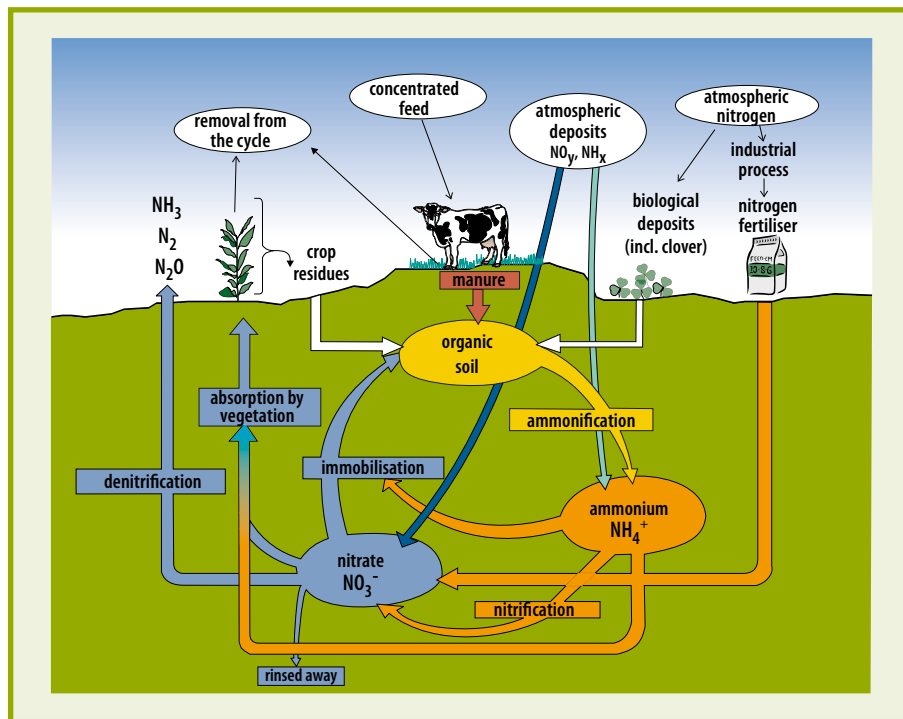 concentrated
feed
atmospheric
nitrogen
removal from
the cycle
atmospheric
deposits
NOy, NHx
industrial
process
NH3
N2
N2O
biological
deposits
(incl. clover)
nitrogen
fertiliser
crop
residues
manure
organic
soil
absorption by
vegetation
ammonification
denitrification
immobilisation
ammonium
NH4+
nitrate
NO3-
nitrification
rinsed away